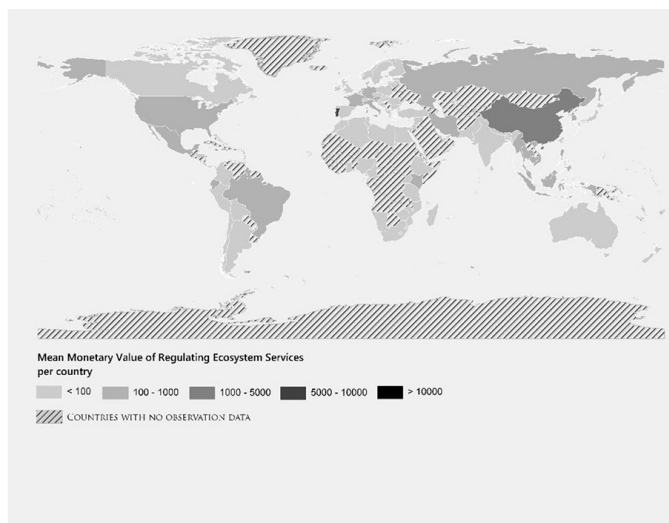 Mean Monetary Value of Regulating Ecosystem Services
per country
< 100 100 - 1000 1000 - 5000 5000 - 10000 > 10000
COUNTRIES WITH NO OBSERVATION DATA